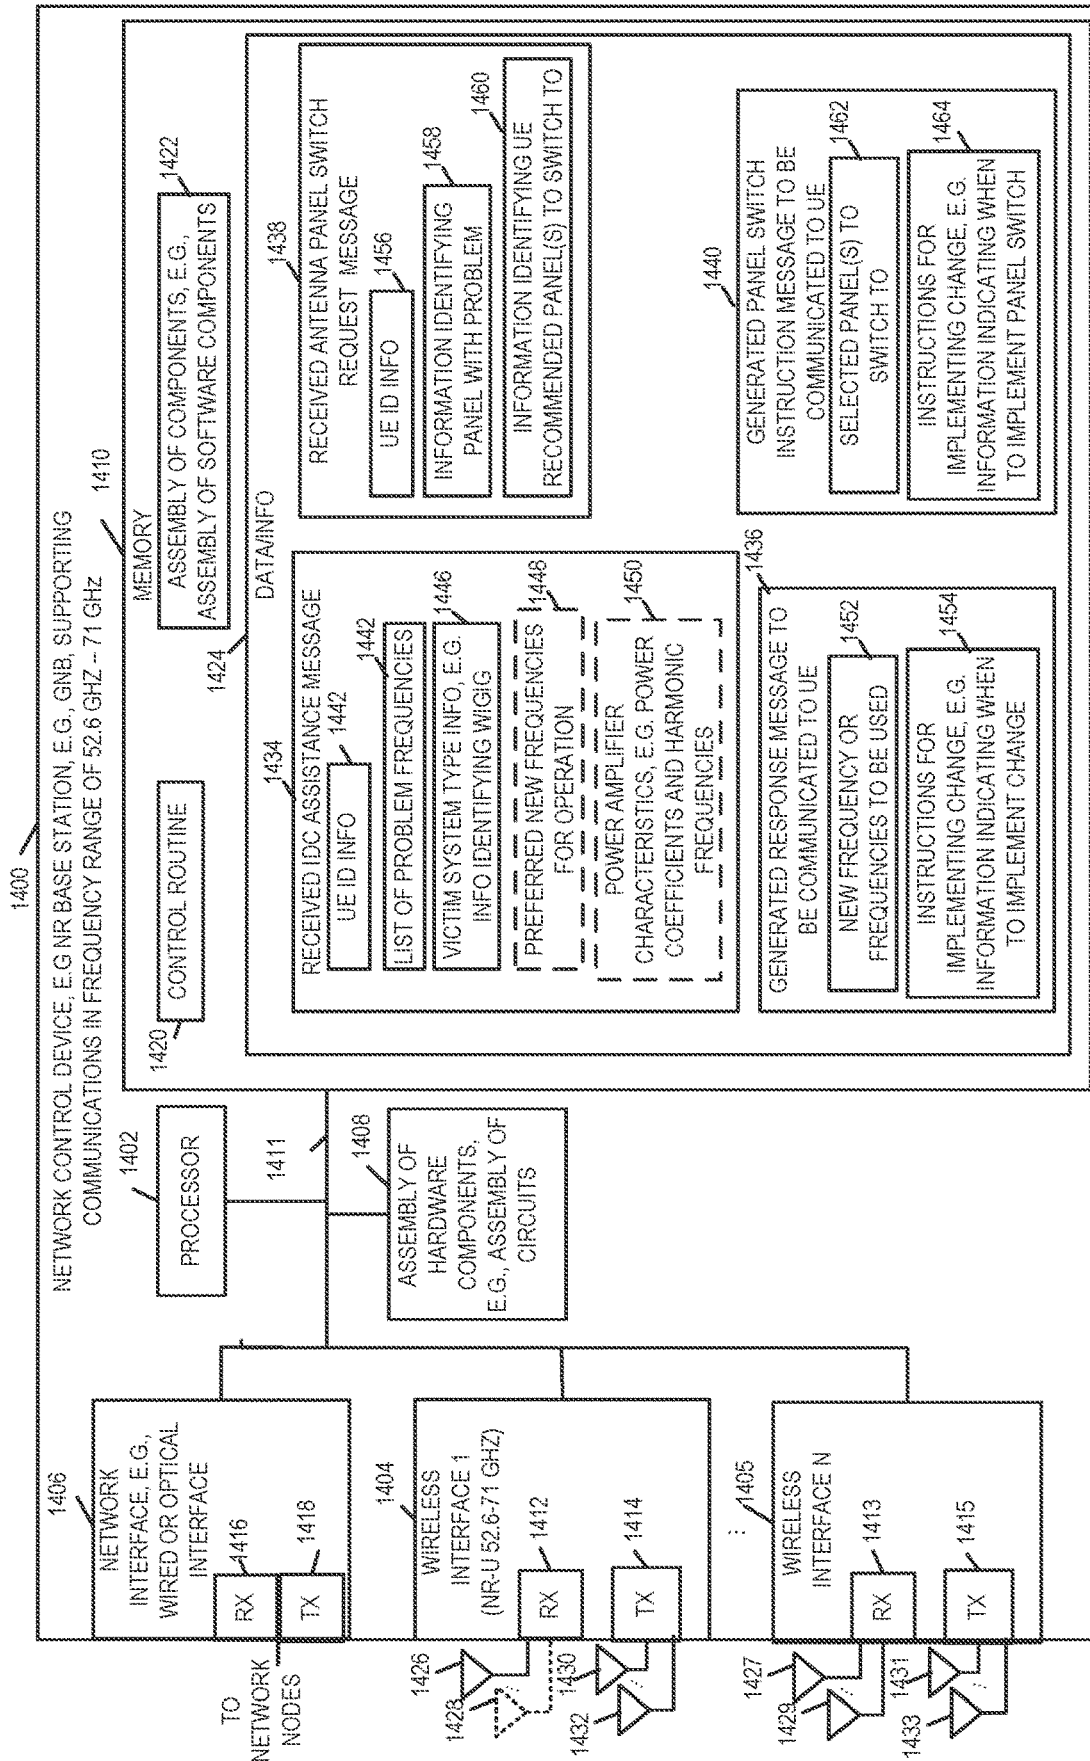 1400
NETWORK CONTROL DEVICE, E.G NR BASE STATION, E.G., GNB, SUPPORTING
COMMUNICATIONS IN FREQUENCY RANGE OF 52.6 GHZ – 71 GHZ
1406
NETWORK
INTERFACE, E.G.,
WIRED OR OPTICAL
INTERFACE
1416
RX
1418
TX
TO
NETWORK
NODES
1404
WIRELESS
INTERFACE 1
(NR-U 52.6-71 GHZ)
1412
RX
1414
TX
1426
1428
...
1430
1432
...
⋮
1405
WIRELESS
INTERFACE N
1413
RX
1415
TX
1427
1429
...
1431
1433
...
1402
PROCESSOR
1411
1408
ASSEMBLY OF
HARDWARE
COMPONENTS,
E.G., ASSEMBLY OF
CIRCUITS
1410
MEMORY
1420
CONTROL ROUTINE
1422
ASSEMBLY OF COMPONENTS, E.G.,
ASSEMBLY OF SOFTWARE COMPONENTS
1424
DATA/INFO
1434
RECEIVED IDC ASSISTANCE MESSAGE
1442
UE ID INFO
1442
LIST OF PROBLEM FREQUENCIES
1446
VICTIM SYSTEM TYPE INFO, E.G.
INFO IDENTIFYING WIGIG
1448
PREFERRED NEW FREQUENCIES
FOR OPERATION
1450
POWER AMPLIFIER
CHARACTERISTICS, E.G. POWER
COEFFICIENTS AND HARMONIC
FREQUENCIES
1438
RECEIVED ANTENNA PANEL SWITCH
REQUEST MESSAGE
1456
UE ID INFO
1458
INFORMATION IDENTIFYING
PANEL WITH PROBLEM
1460
INFORMATION IDENTIFYING UE
RECOMMENDED PANEL(S) TO SWITCH TO
1436
GENERATED RESPONSE MESSAGE TO
BE COMMUNICATED TO UE
1452
NEW FREQUENCY OR
FREQUENCIES TO BE USED
1454
INSTRUCTIONS FOR
IMPLEMENTING CHANGE, E.G.
INFORMATION INDICATING WHEN
TO IMPLEMENT CHANGE
1440
GENERATED PANEL SWITCH
INSTRUCTION MESSAGE TO BE
COMMUNICATED TO UE
1462
SELECTED PANEL(S) TO
SWITCH TO
1464
INSTRUCTIONS FOR
IMPLEMENTING CHANGE, E.G.
INFORMATION INDICATING WHEN
TO IMPLEMENT PANEL SWITCH